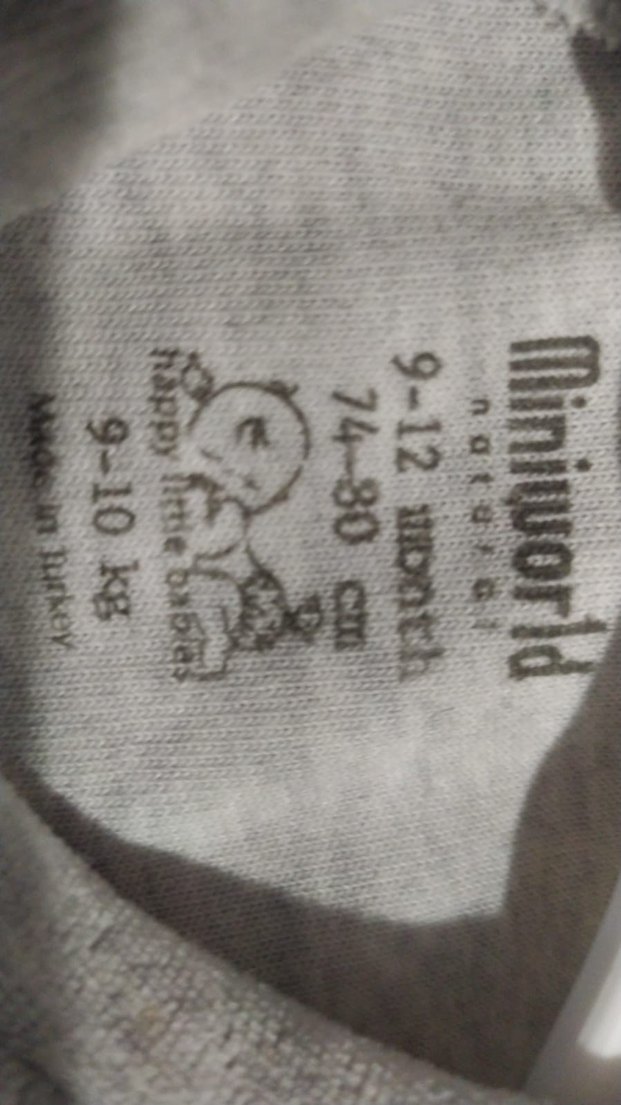 Miniworld
natural
9-12 month
74-80 cm
happy little babies
9-10 kg
Made in Turkey